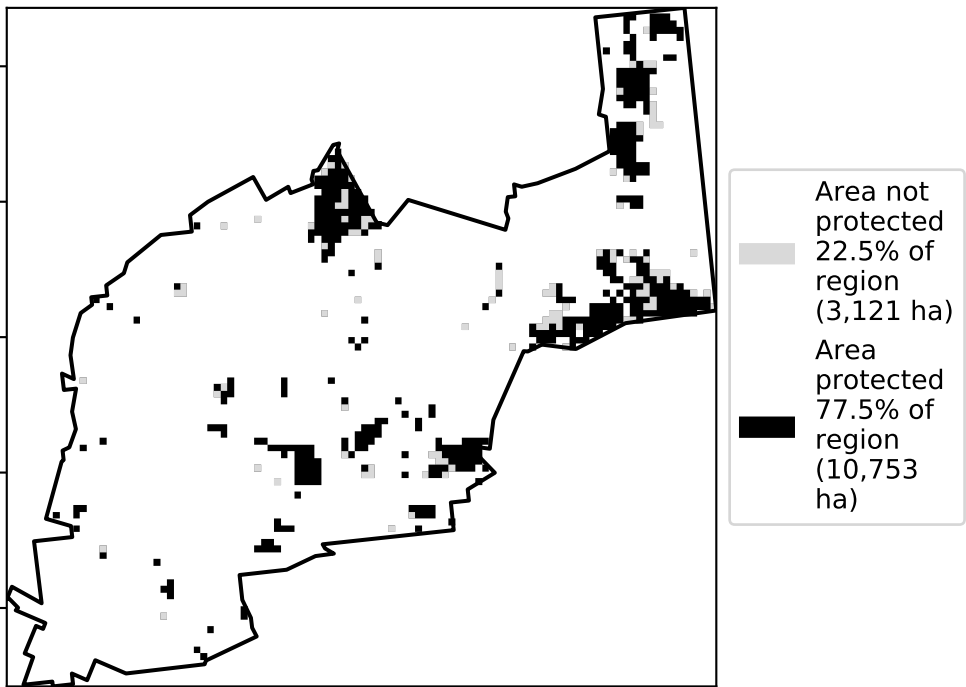 Area not
protected
22.5% of
region
(3,121 ha)
Area
protected
77.5% of
region
(10,753
ha)